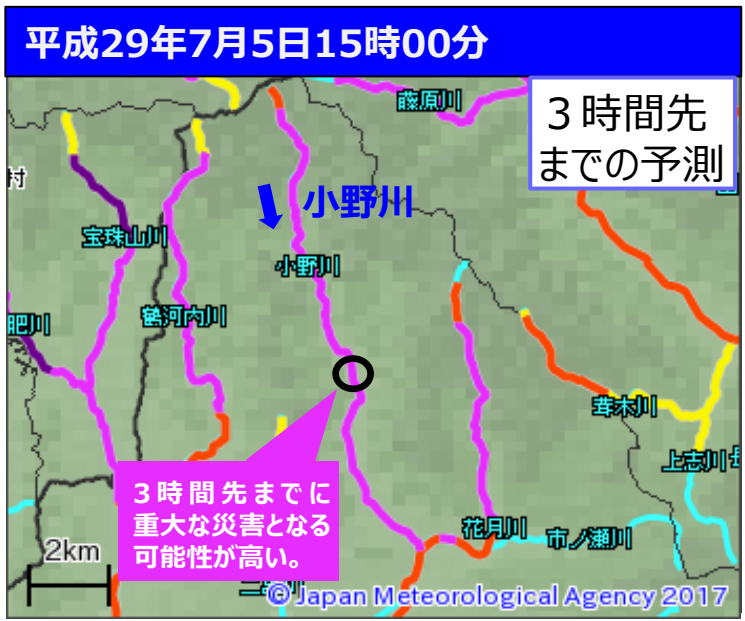 平成29年7月5日15時00分
３時間先
までの予測
藤原川
村
小野川
宝珠山川
小野川
肥川
鶴河内川
茸木川
上志川
３時間先までに
重大な災害となる
可能性が高い。
花月川
市ノ瀬川
2km
© Japan Meteorological Agency 2017